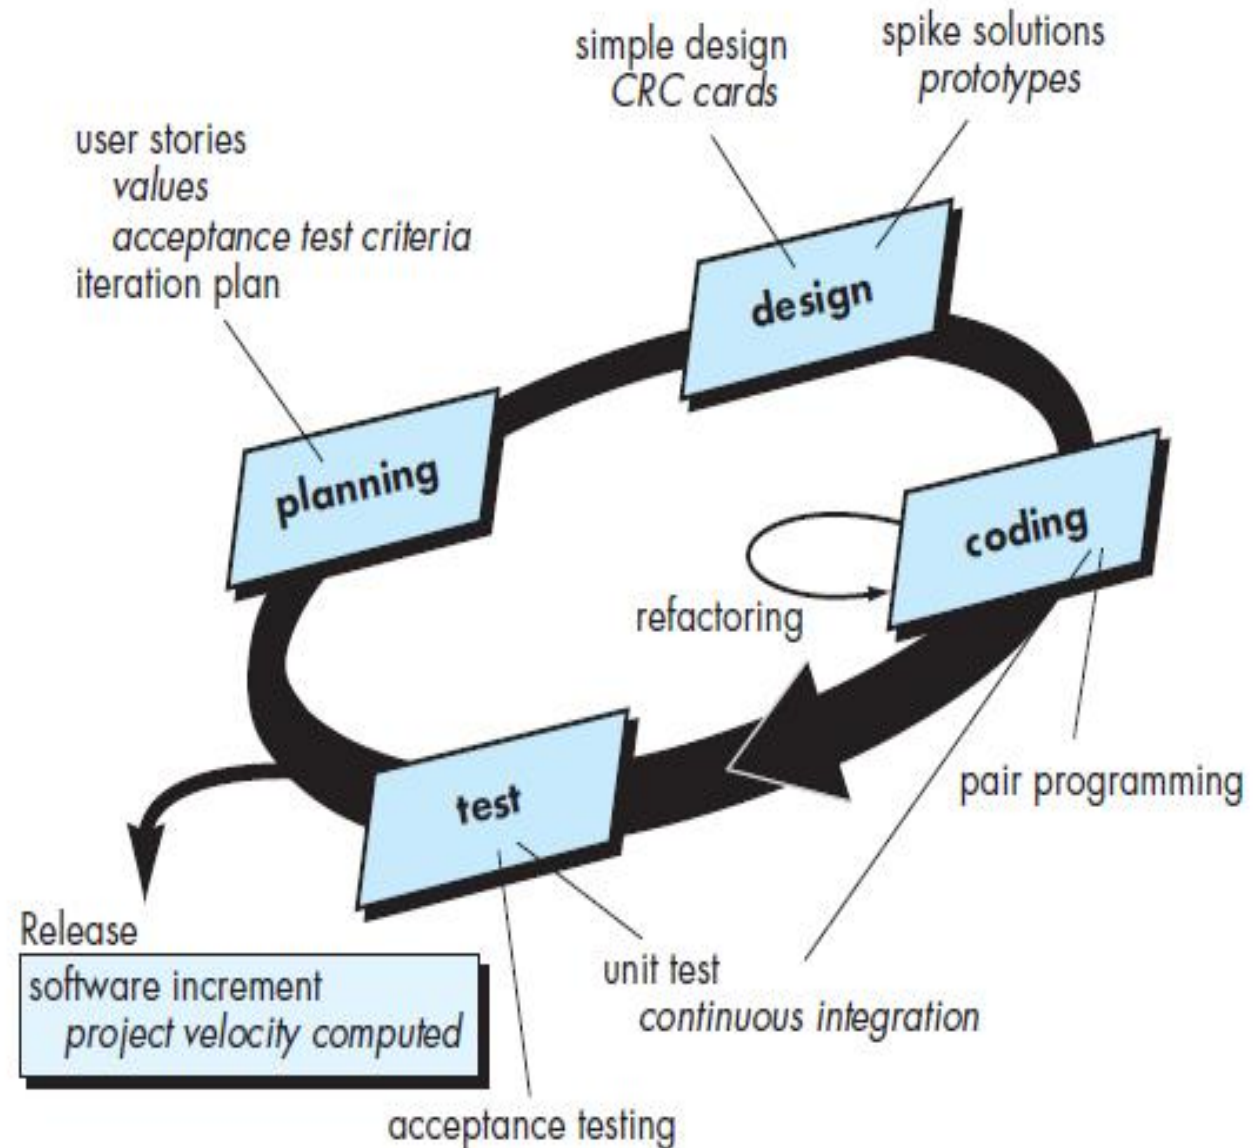 simple design
CRC cards
spike solutions
prototypes
user stories
values
acceptance test criteria
iteration plan
design
planning
coding
refactoring
test
pair programming
Release
software increment
project velocity computed
unit test
continuous integration
acceptance testing